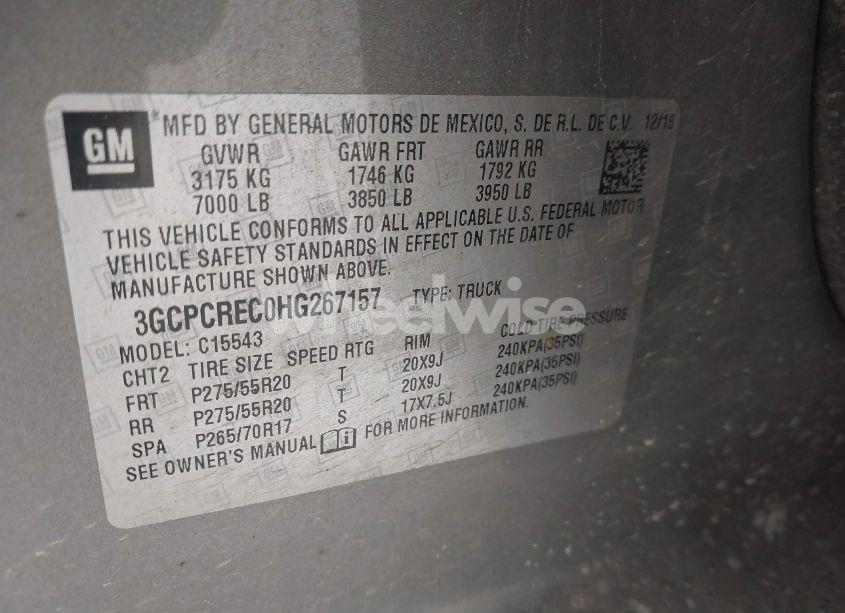 GM
MFD BY GENERAL MOTORS DE MEXICO, S. DE R.L. DE C.V. 12/16
GVWR GAWR FRT GAWR RR
3175 KG 1746 KG 1792 KG
7000 LB 3850 LB 3950 LB
THIS VEHICLE CONFORMS TO ALL APPLICABLE U.S. FEDERAL MOTOR
VEHICLE SAFETY STANDARDS IN EFFECT ON THE DATE OF
MANUFACTURE SHOWN ABOVE.
3GCPCREC0HG267157 TYPE: TRUCK
wheelwise
MODEL: C15543
CHT2 TIRE SIZE SPEED RTG RIM COLD TIRE PRESSURE
FRT P275/55R20 T 20X9J 240KPA(35PSI)
RR P275/55R20 T 20X9J 240KPA(35PSI)
SPA P265/70R17 S 17X7.5J 240KPA(35PSI)
SEE OWNER'S MANUAL FOR MORE INFORMATION.